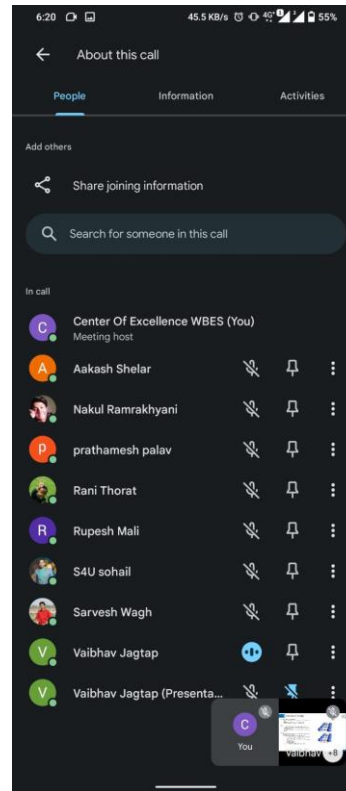 6:20 45.5 KB/s 4G+ 55%
About this call
People Information Activities
Add others
Share joining information
Search for someone in this call
In call
C Center Of Excellence WBES (You)
Meeting host
A Aakash Shelar
Nakul Ramrakhyani
p prathamesh palav
Rani Thorat
R Rupesh Mali
S4U sohail
Sarvesh Wagh
V Vaibhav Jagtap
V Vaibhav Jagtap (Presenta...
C
You Vaibhav +8